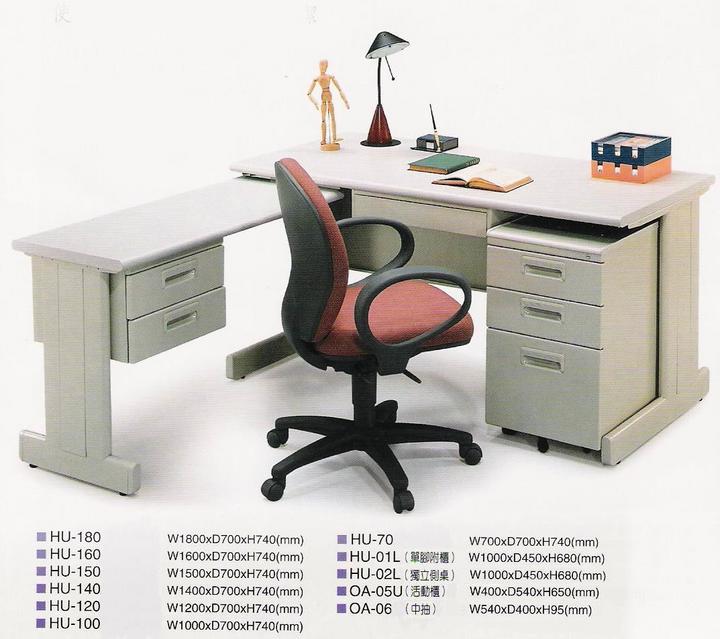 HU-180 W1800xD700xH740(mm)
HU-160 W1600xD700xH740(mm)
HU-150 W1500xD700xH740(mm)
HU-140 W1400xD700xH740(mm)
HU-120 W1200xD700xH740(mm)
HU-100 W1000xD700xH740(mm)
HU-70 W700xD700xH740(mm)
HU-01L (單腳附櫃) W1000xD450xH680(mm)
HU-02L (獨立側桌) W1000xD450xH680(mm)
OA-05U (活動櫃) W400xD540xH650(mm)
OA-06 (中抽) W540xD400xH95(mm)